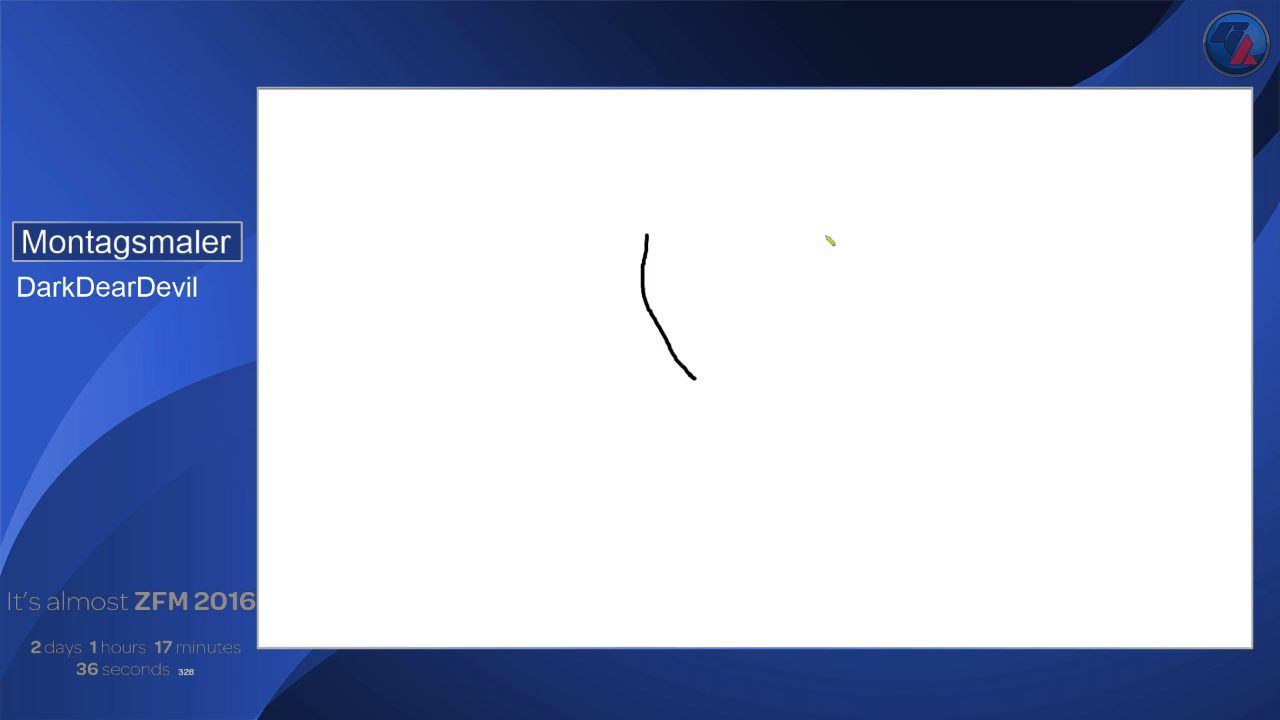 Montagsmaler
DarkDearDevil
It's almost ZFM 2016
2 days 1 hours 17 minutes
36 seconds 328